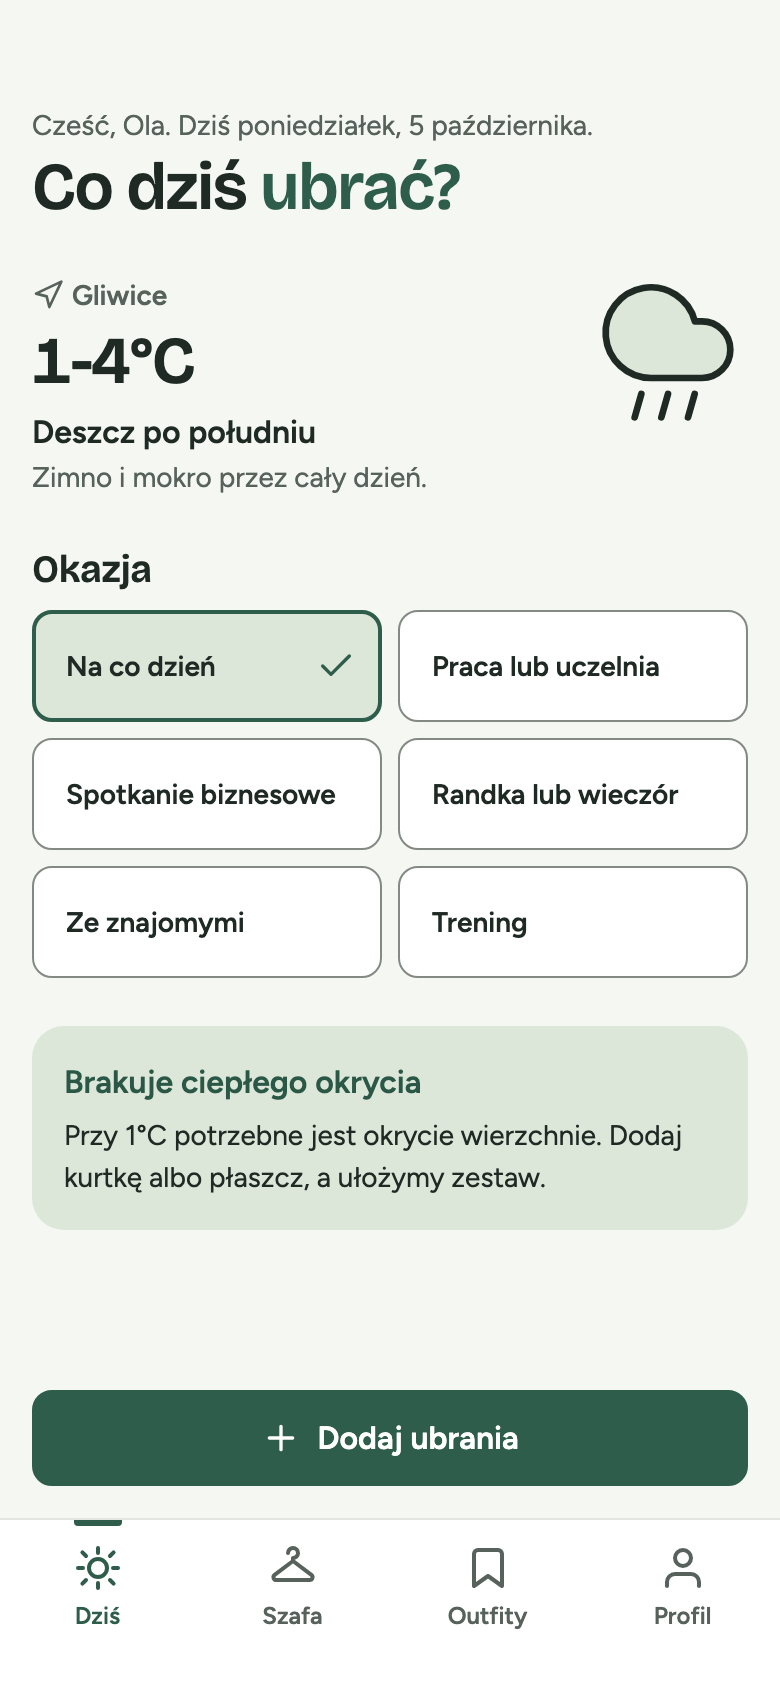 Cześć, Ola. Dziś poniedziałek, 5 października.
Co dziś ubrać?
Gliwice
1-4°C
Deszcz po południu
Zimno i mokro przez cały dzień.
Okazja
Na co dzień
Praca lub uczelnia
Spotkanie biznesowe
Randka lub wieczór
Ze znajomymi
Trening
Brakuje ciepłego okrycia
Przy 1°C potrzebne jest okrycie wierzchnie. Dodaj
kurtkę albo płaszcz, a ułożymy zestaw.
Dodaj ubrania
Dziś
Szafa
Outfity
Profil